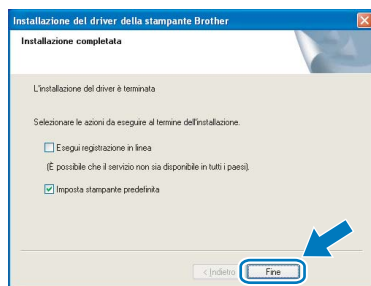 Installazione del driver della stampante Brother
Installazione completata
L'installazione del driver è terminata
Selezionare le azioni da eseguire al termine dell'installazione.
Esegui registrazione in linea
(È possibile che il servizio non sia disponibile in tutti i paesi).
Imposta stampante predefinita
< Indietro
Fine